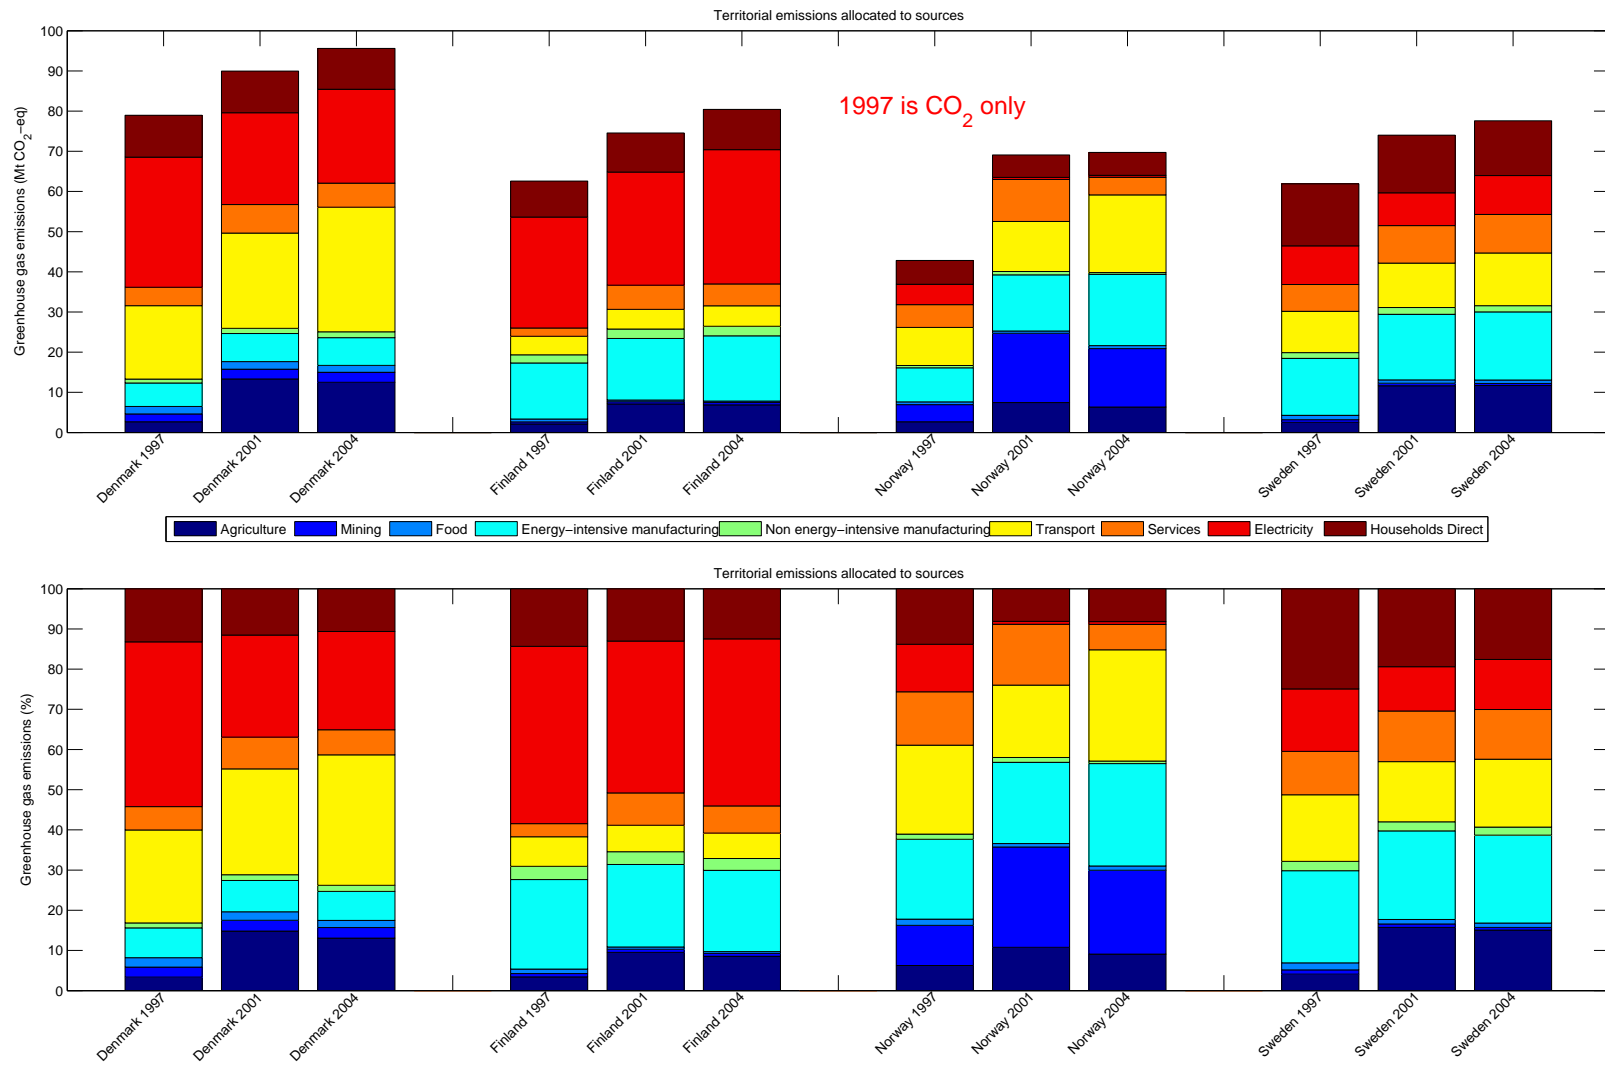 Territorial emissions allocated to sources
Greenhouse gas emissions (Mt CO2−eq)
100
90
80
70
60
50
40
30
20
10
0
1997 is CO2 only
Denmark 1997
Denmark 2001
Denmark 2004
Finland 1997
Finland 2001
Finland 2004
Norway 1997
Norway 2001
Norway 2004
Sweden 1997
Sweden 2001
Sweden 2004
Agriculture Mining Food Energy−intensive manufacturing Non energy−intensive manufacturing Transport Services Electricity Households Direct
Territorial emissions allocated to sources
Greenhouse gas emissions (%)
100
90
80
70
60
50
40
30
20
10
0
Denmark 1997
Denmark 2001
Denmark 2004
Finland 1997
Finland 2001
Finland 2004
Norway 1997
Norway 2001
Norway 2004
Sweden 1997
Sweden 2001
Sweden 2004